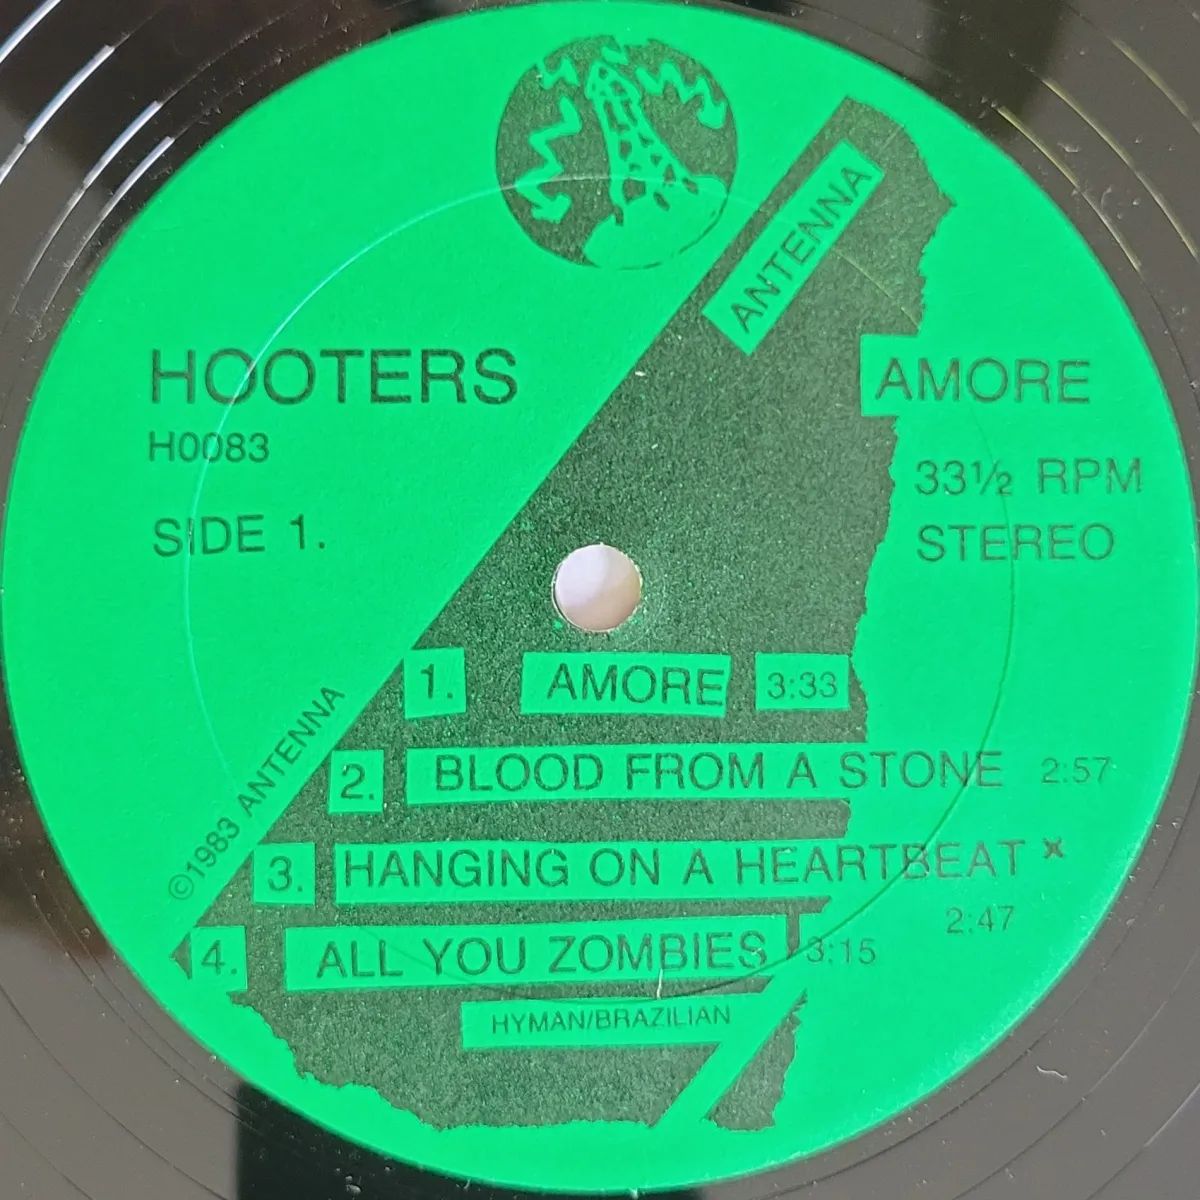 ANTENNA
HOOTERS
H0083
SIDE 1.
AMORE
33½ RPM
STEREO
1. AMORE 3:33
2. BLOOD FROM A STONE 2:57
3. HANGING ON A HEARTBEAT x
2:47
4. ALL YOU ZOMBIES 3:15
HYMAN/BRAZILIAN
©1983 ANTENNA